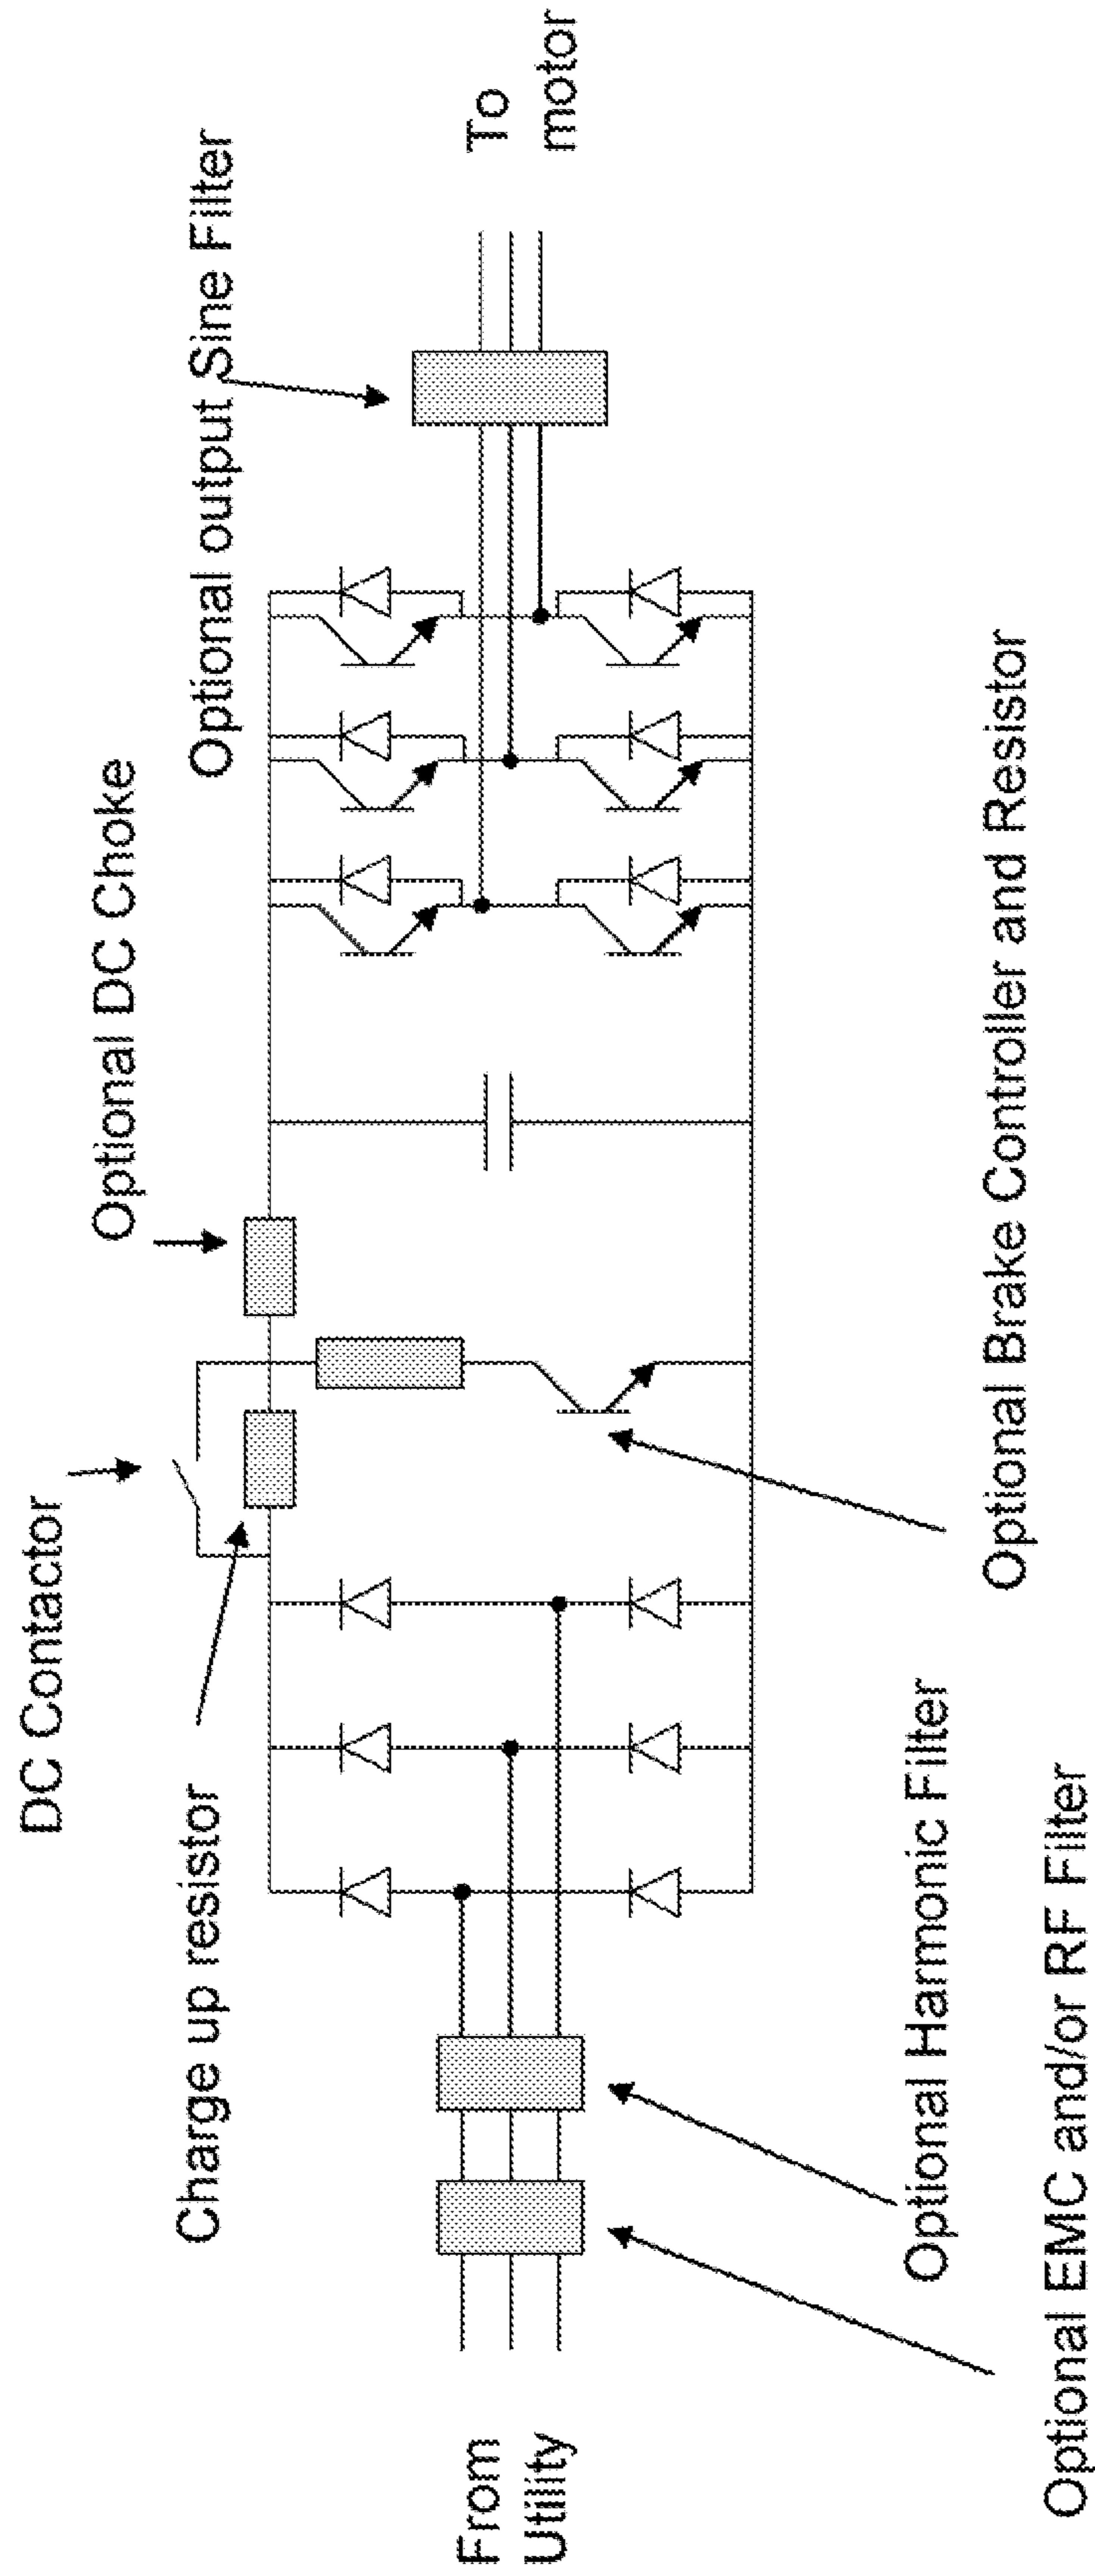 DC Contactor
Optional DC Choke
Charge up resistor
Optional output Sine Filter
From
Utility
To
motor
Optional Harmonic Filter
Optional Brake Controller and Resistor
Optional EMC and/or RF Filter